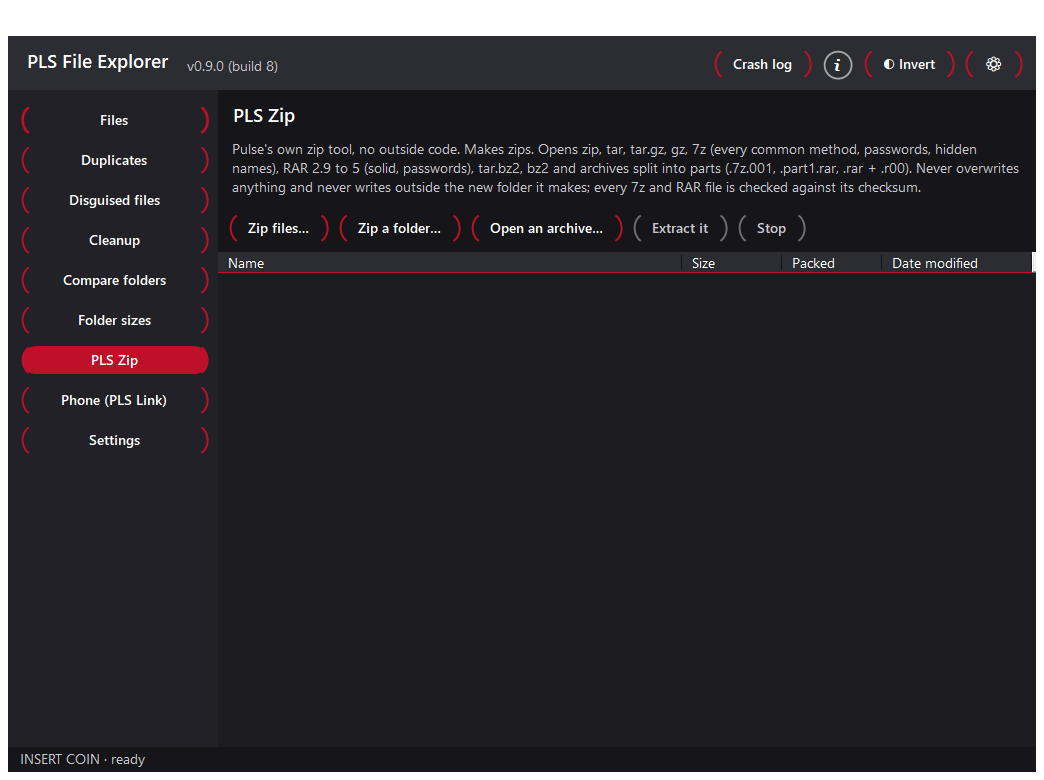 PLS File Explorer v0.9.0 (build 8)
Crash log
i
Invert
Files
Duplicates
Disguised files
Cleanup
Compare folders
Folder sizes
PLS Zip
Phone (PLS Link)
Settings
PLS Zip
Pulse's own zip tool, no outside code. Makes zips. Opens zip, tar, tar.gz, gz, 7z (every common method, passwords, hidden
names), RAR 2.9 to 5 (solid, passwords), tar.bz2, bz2 and archives split into parts (.7z.001, .part1.rar, .rar + .r00). Never overwrites
anything and never writes outside the new folder it makes; every 7z and RAR file is checked against its checksum.
Zip files... Zip a folder... Open an archive... Extract it Stop
Name Size Packed Date modified
INSERT COIN · ready